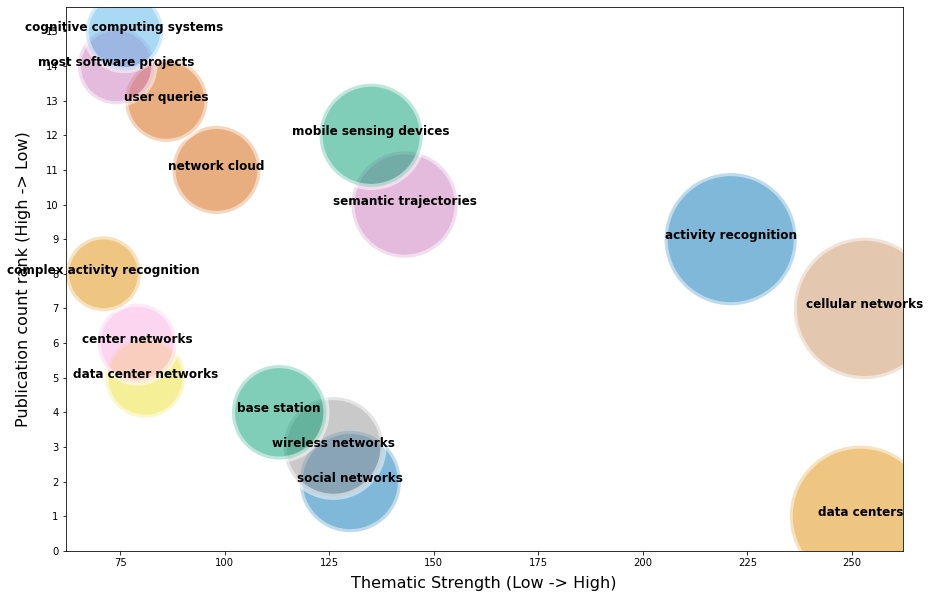 cognitive computing systems
15
most software projects
14
user queries
13
mobile sensing devices
12
network cloud
11
semantic trajectories
10
activity recognition
9
complex activity recognition
8
cellular networks
7
center networks
6
data center networks
5
base station
4
wireless networks
3
social networks
2
data centers
1
0
Publication count rank (High -> Low)
75 100 125 150 175 200 225 250
Thematic Strength (Low -> High)